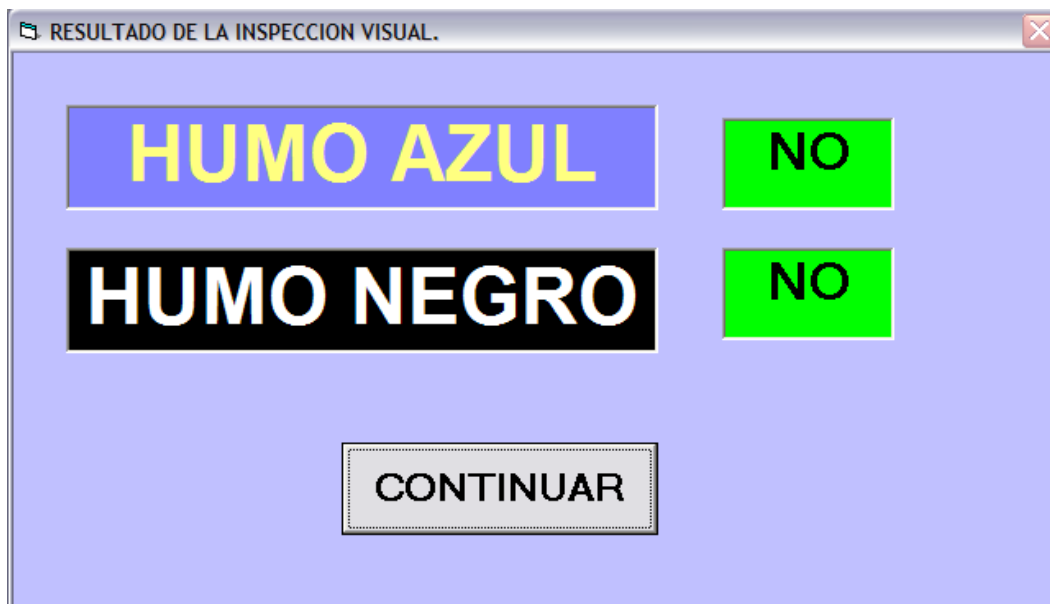 RESULTADO DE LA INSPECCION VISUAL.
HUMO AZUL NO
HUMO NEGRO NO
CONTINUAR